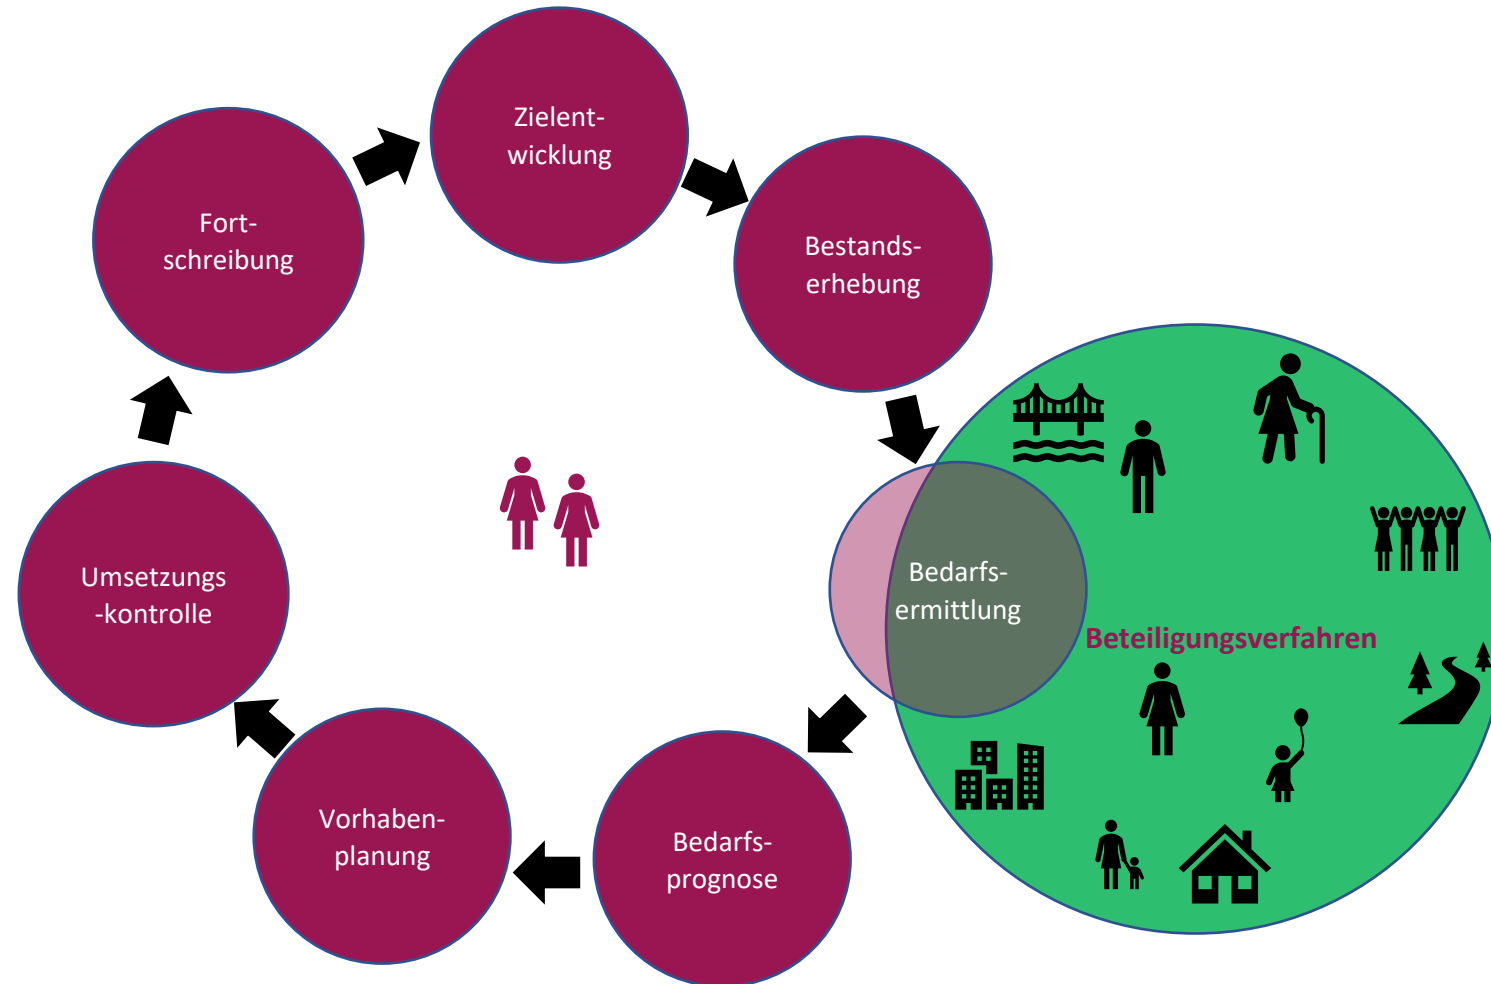 Zielent-
wicklung
Bestands-
erhebung
Bedarfs-
ermittlung
Beteiligungsverfahren
Bedarfs-
prognose
Vorhaben-
planung
Umsetzungs
-kontrolle
Fort-
schreibung